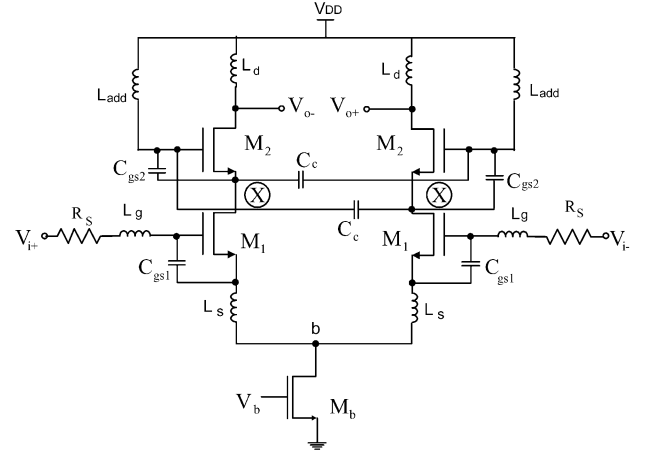 VDD
Ld
Ld
Ladd
Ladd
Vo-
Vo+
M2
M2
Cgs2
Cc
Cgs2
X
X
RS
Lg
Cc
Lg
RS
Vi+
M1
M1
Vi-
Cgs1
Cgs1
Ls
Ls
b
Vb
Mb